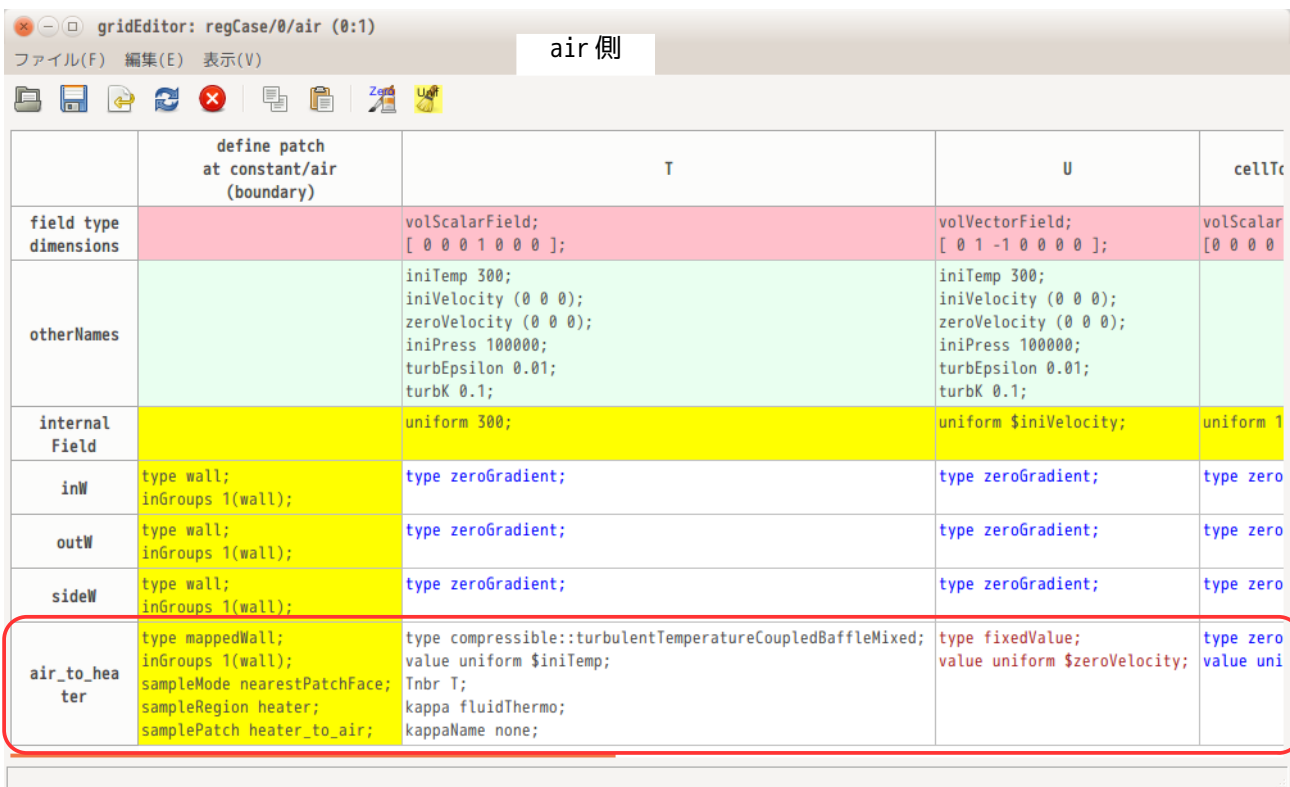 gridEditor: regCase/0/air (0:1)
ファイル(F) 編集(E) 表示(V)
air側
Zero
Unif
define patch
at constant/air
(boundary)
T
U
cellTo
field type
dimensions
volScalarField;
[ 0 0 0 1 0 0 0 ];
volVectorField;
[ 0 1 -1 0 0 0 0 ];
volScalar
[0 0 0 0
otherNames
iniTemp 300;
iniVelocity (0 0 0);
zeroVelocity (0 0 0);
iniPress 100000;
turbEpsilon 0.01;
turbK 0.1;
iniTemp 300;
iniVelocity (0 0 0);
zeroVelocity (0 0 0);
iniPress 100000;
turbEpsilon 0.01;
turbK 0.1;
internal
Field
uniform 300;
uniform $iniVelocity;
uniform 1
inW
type wall;
inGroups 1(wall);
type zeroGradient;
type zeroGradient;
type zero
outW
type wall;
inGroups 1(wall);
type zeroGradient;
type zeroGradient;
type zero
sideW
type wall;
inGroups 1(wall);
type zeroGradient;
type zeroGradient;
type zero
air_to_hea
ter
type mappedWall;
inGroups 1(wall);
sampleMode nearestPatchFace;
sampleRegion heater;
samplePatch heater_to_air;
type compressible::turbulentTemperatureCoupledBaffleMixed;
value uniform $iniTemp;
Tnbr T;
kappa fluidThermo;
kappaName none;
type fixedValue;
value uniform $zeroVelocity;
type zero
value uni